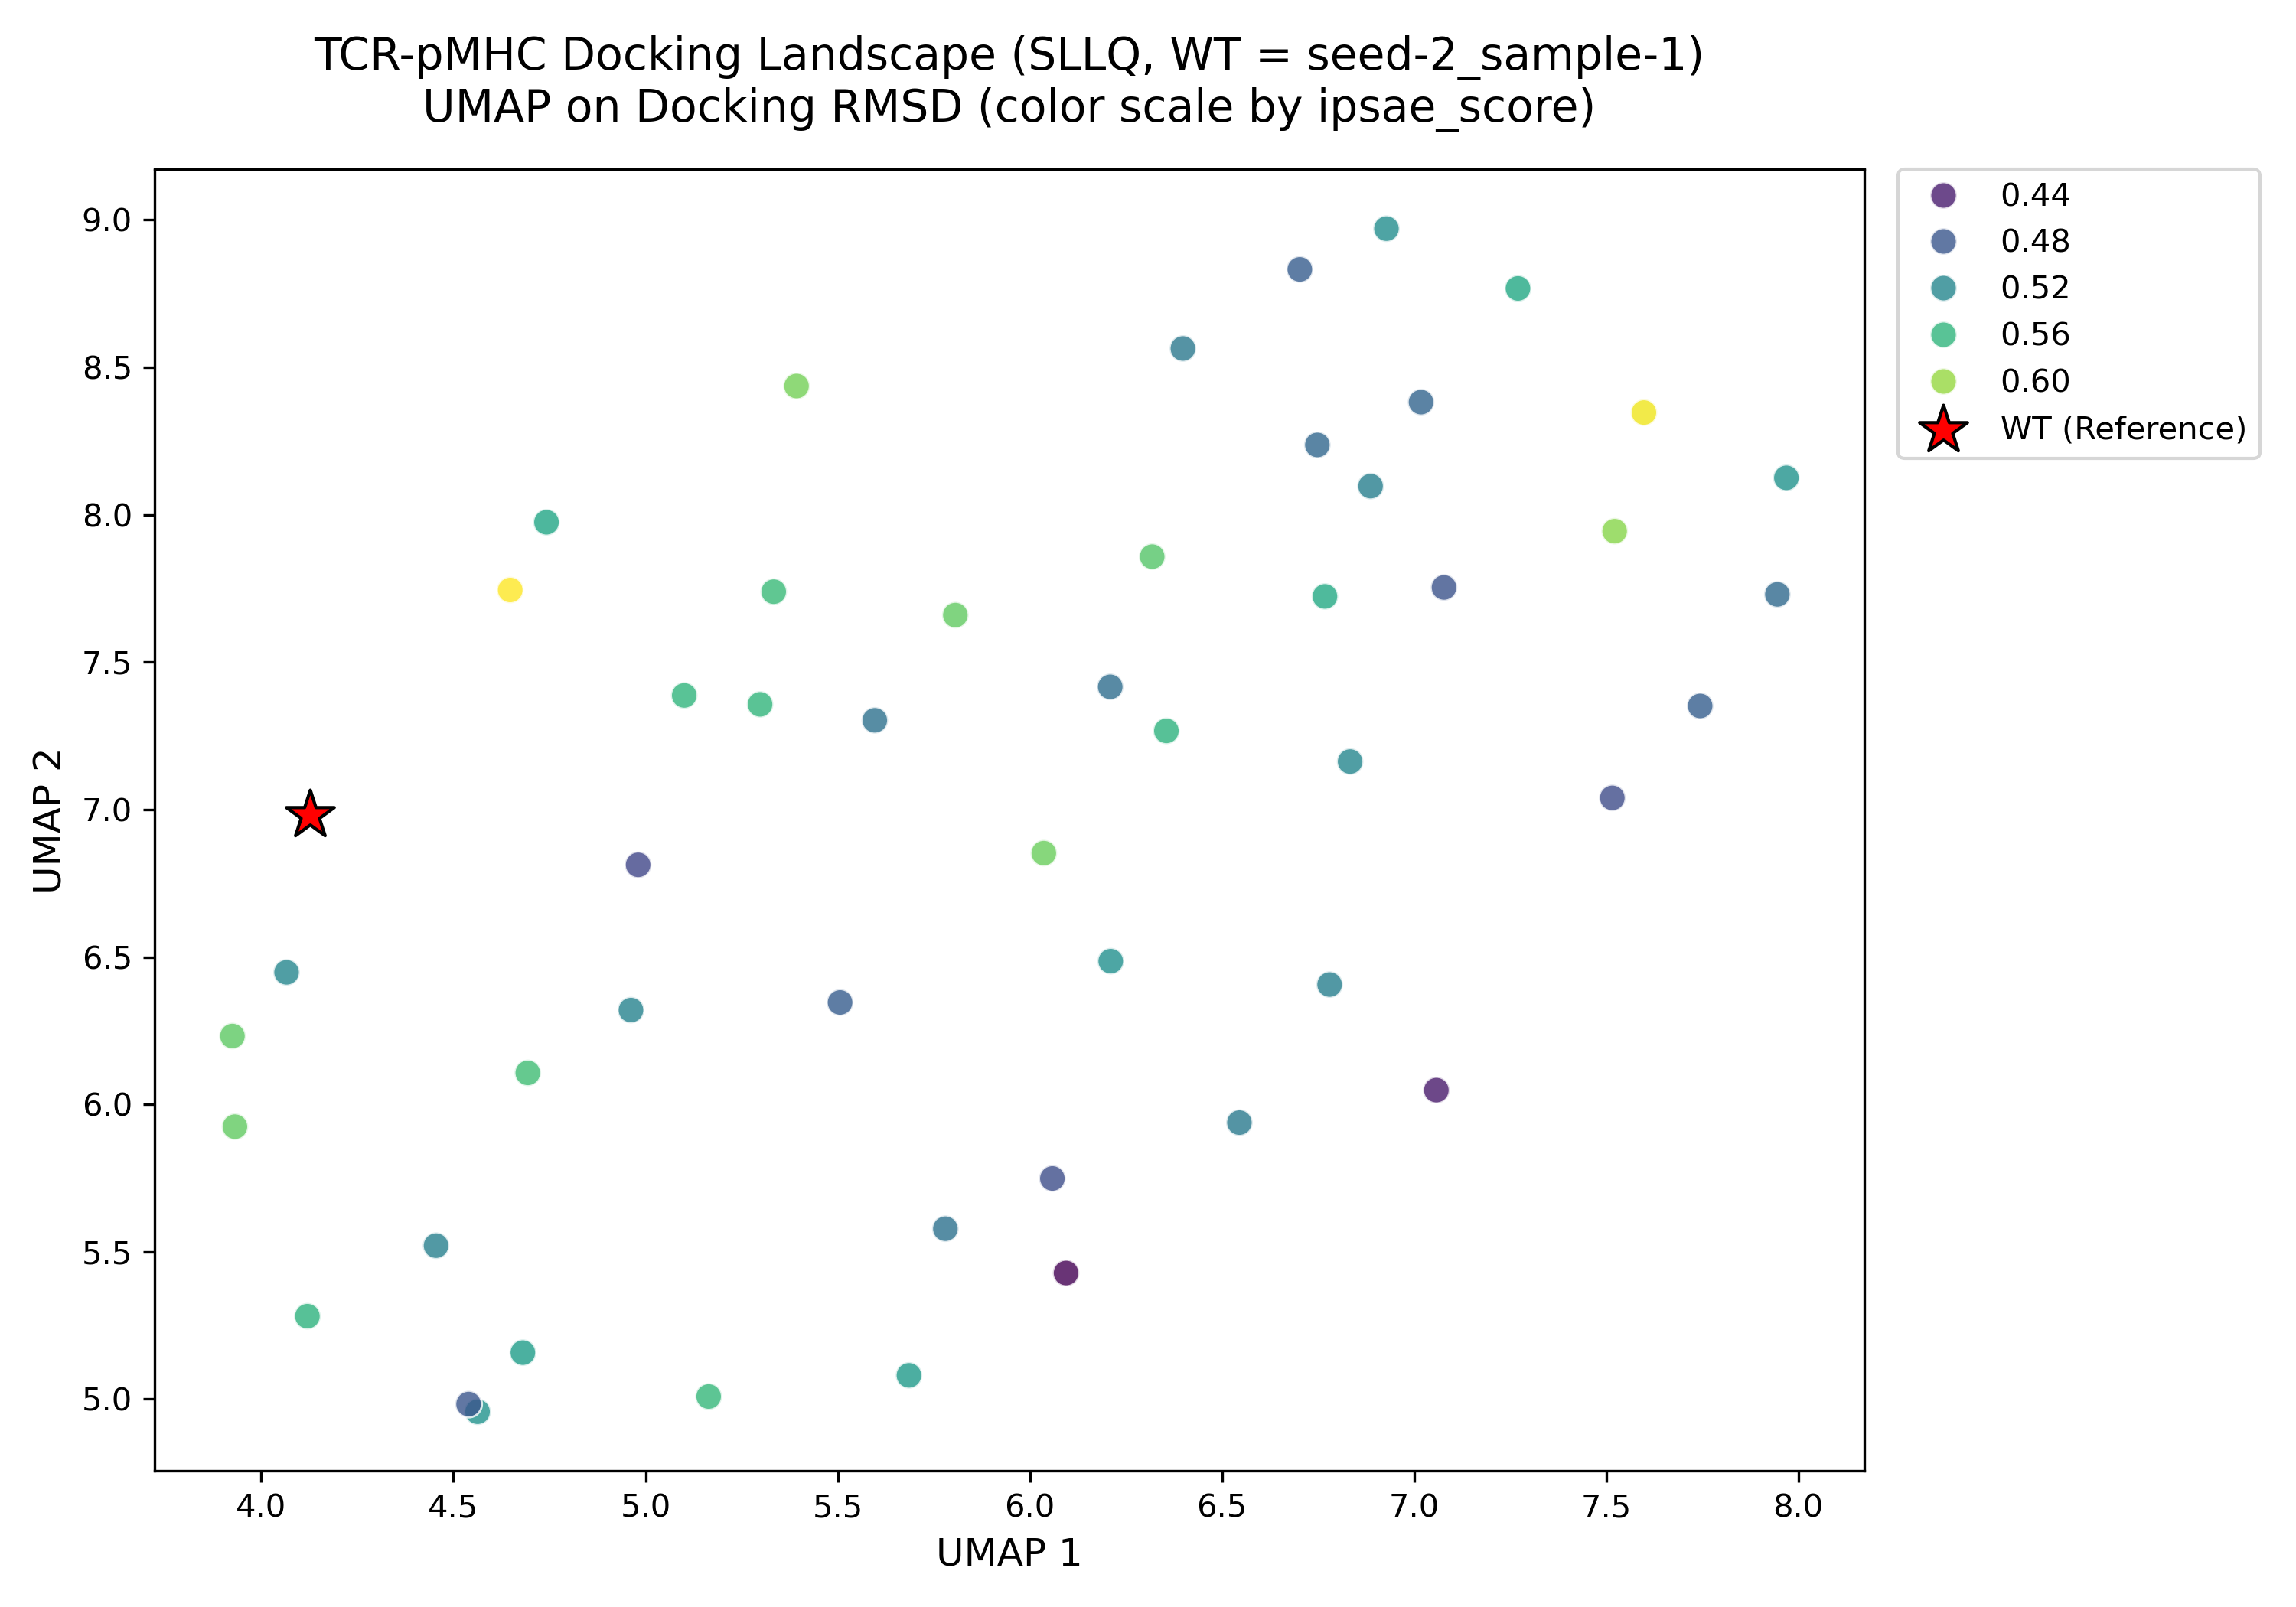 TCR-pMHC Docking Landscape (SLLQ, WT = seed-2_sample-1)
UMAP on Docking RMSD (color scale by ipsae_score)
0.44
0.48
0.52
0.56
0.60
WT (Reference)
UMAP 2
9.0
8.5
8.0
7.5
7.0
6.5
6.0
5.5
5.0
4.0 4.5 5.0 5.5 6.0 6.5 7.0 7.5 8.0
UMAP 1